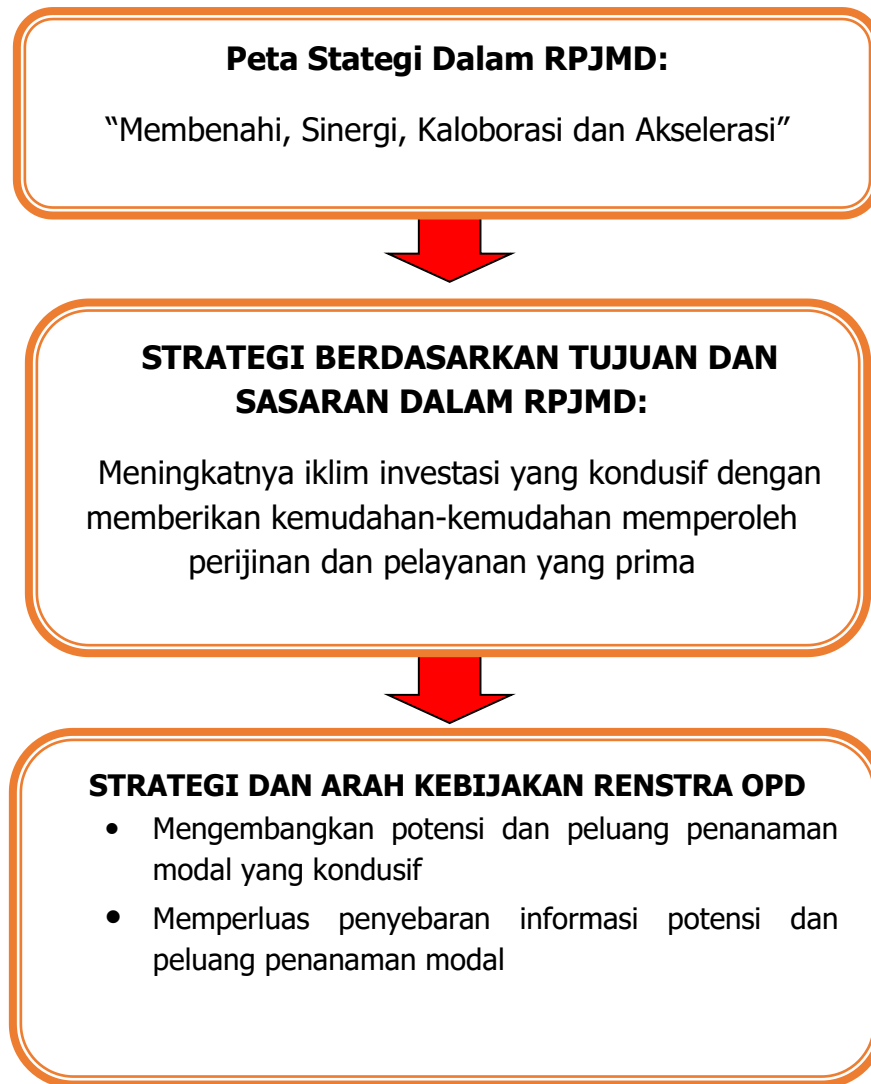 Peta Stategi Dalam RPJMD:
“Membenahi, Sinergi, Kaloborasi dan Akselerasi”
STRATEGI BERDASARKAN TUJUAN DAN
SASARAN DALAM RPJMD:
Meningkatnya iklim investasi yang kondusif dengan
memberikan kemudahan-kemudahan memperoleh
perijinan dan pelayanan yang prima
STRATEGI DAN ARAH KEBIJAKAN RENSTRA OPD
• Mengembangkan potensi dan peluang penanaman
modal yang kondusif
• Memperluas penyebaran informasi potensi dan
peluang penanaman modal